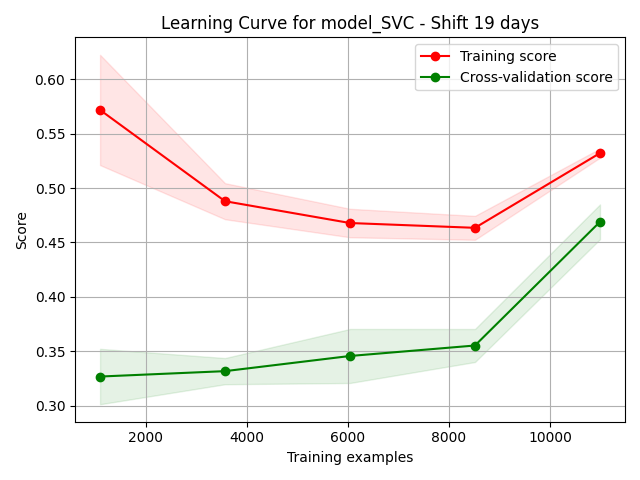 Learning Curve for model_SVC - Shift 19 days
Training score
Cross-validation score
Score
0.60
0.55
0.50
0.45
0.40
0.35
0.30
2000
4000
6000
8000
10000
Training examples